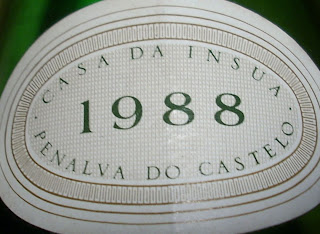 · CASA DA INSUA ·
1988
PENALVA DO CASTELO